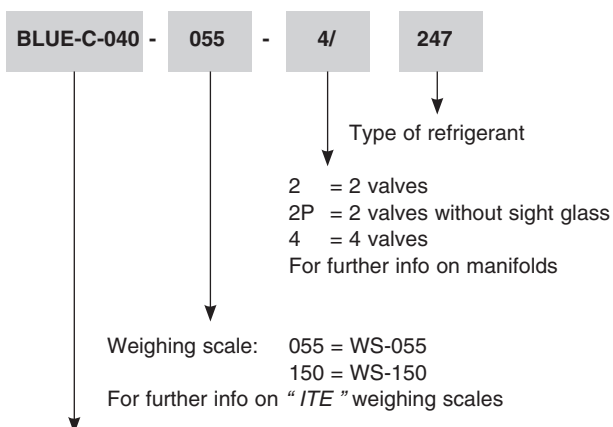 BLUE-C-040 - 055 - 4/ 247
Type of refrigerant
2 = 2 valves
2P = 2 valves without sight glass
4 = 4 valves
For further info on manifolds
Weighing scale: 055 = WS-055
150 = WS-150
For further info on “ ITE ” weighing scales